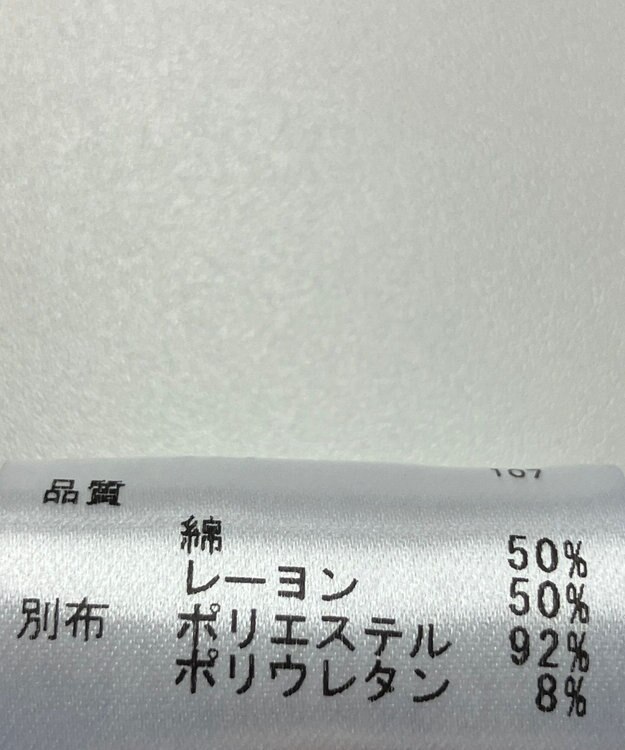 107
品質
綿 50%
レーヨン 50%
別布 ポリエステル 92%
ポリウレタン 8%